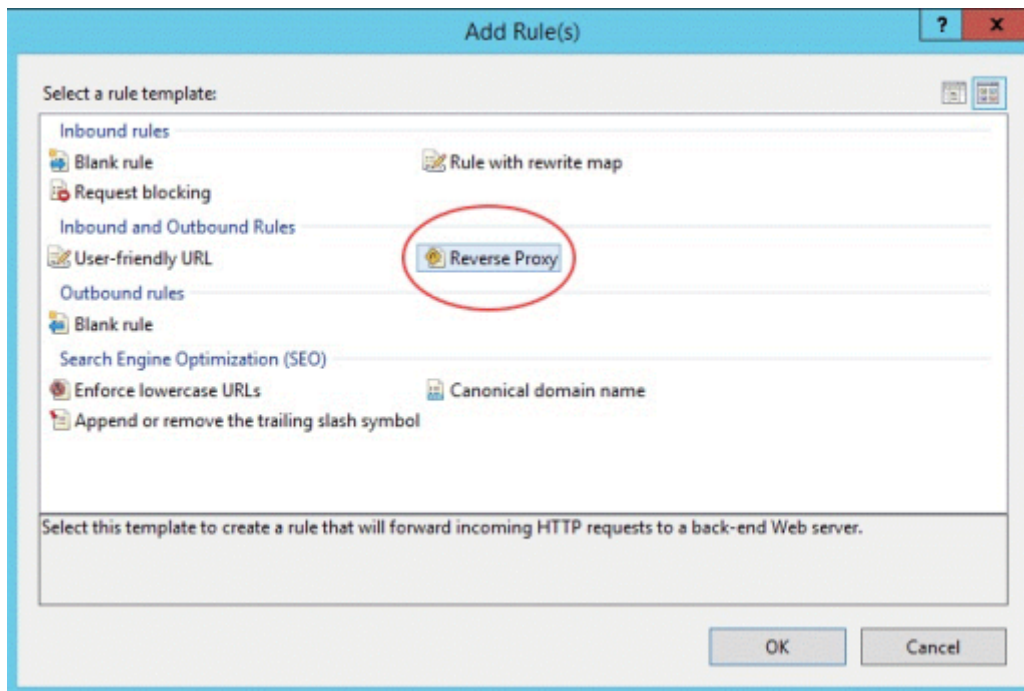 Add Rule(s)
?
x
Select a rule template:
Inbound rules
Blank rule
Rule with rewrite map
Request blocking
Inbound and Outbound Rules
User-friendly URL
Reverse Proxy
Outbound rules
Blank rule
Search Engine Optimization (SEO)
Enforce lowercase URLs
Canonical domain name
Append or remove the trailing slash symbol
Select this template to create a rule that will forward incoming HTTP requests to a back-end Web server.
OK
Cancel